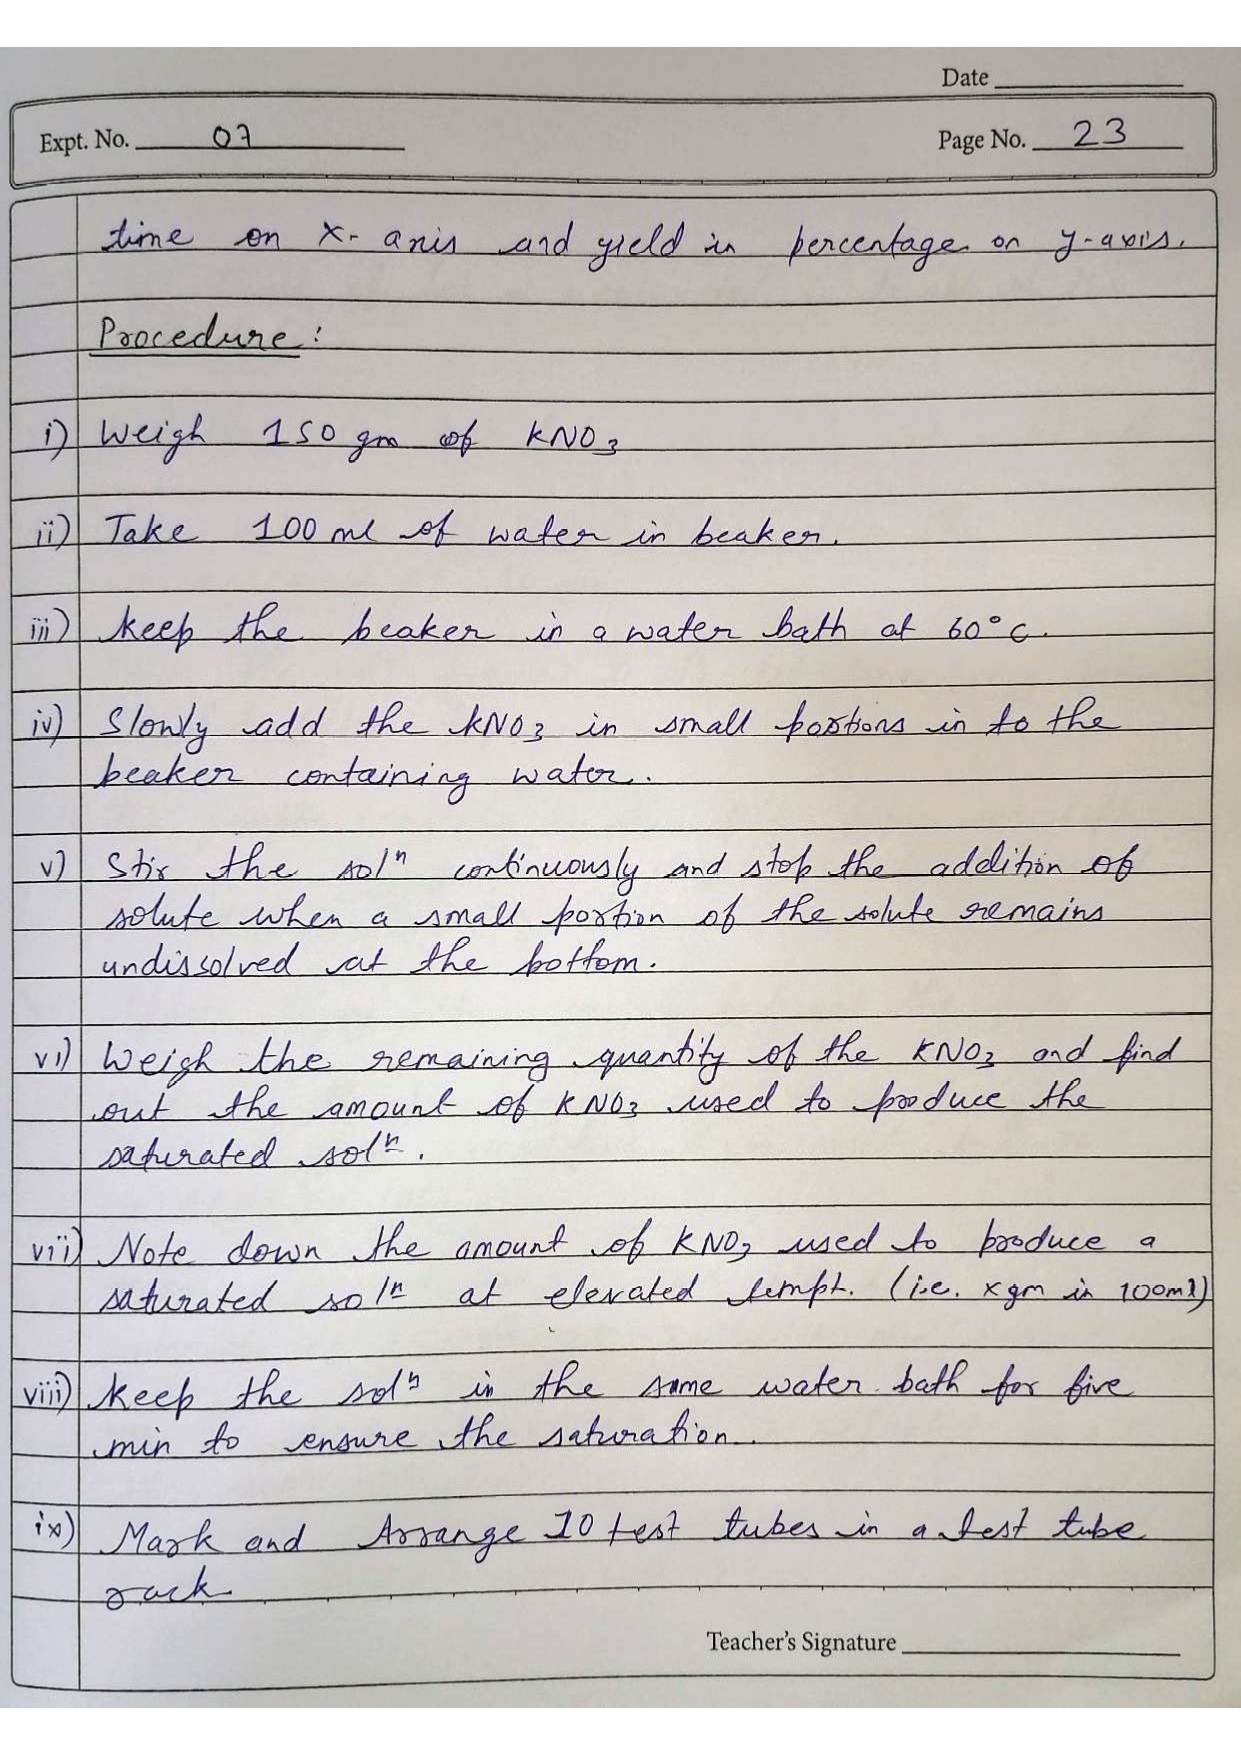 Date
Expt. No. 07
Page No. 23
time on x-axis and yield in percentage on y-axis.
Procedure :
i) Weigh 150 gm of KNO3
ii) Take 100 ml of water in beaker.
iii) keep the beaker in a water bath at 60°C.
iv) Slowly add the KNO3 in small portions in to the
beaker containing water.
v) Stir the solⁿ continuously and stop the addition of
solute when a small portion of the solute remains
undissolved at the bottom.
vi) Weigh the remaining quantity of the KNO3 and find
out the amount of KNO3 used to produce the
saturated solⁿ.
vii) Note down the amount of KNO3 used to produce a
saturated solⁿ at elevated tempt. (i.e. x gm in 100ml)
viii) keep the solⁿ in the same water bath for five
min to ensure the saturation.
ix) Mark and Arrange 10 test tubes in a test tube
rack.
Teacher's Signature